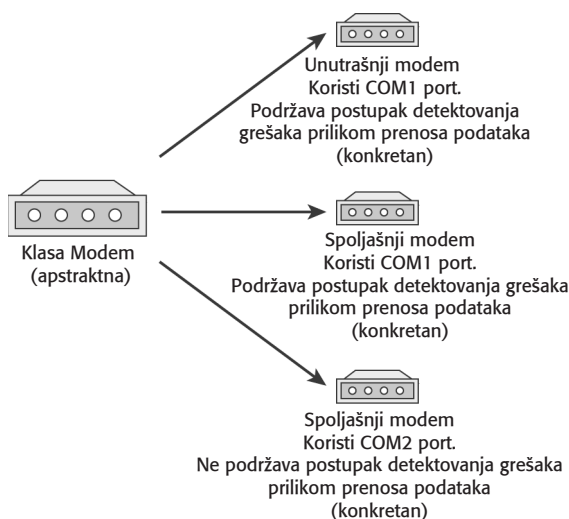 Unutrašnji modem
Koristi COM1 port.
Podržava postupak detektovanja
grešaka prilikom prenosa podataka
(konkretan)
Klasa Modem
(apstraktna)
Spoljašnji modem
Koristi COM1 port.
Podržava postupak detektovanja grešaka
prilikom prenosa podataka
(konkretan)
Spoljašnji modem
Koristi COM2 port.
Ne podržava postupak detektovanja grešaka
prilikom prenosa podataka
(konkretan)